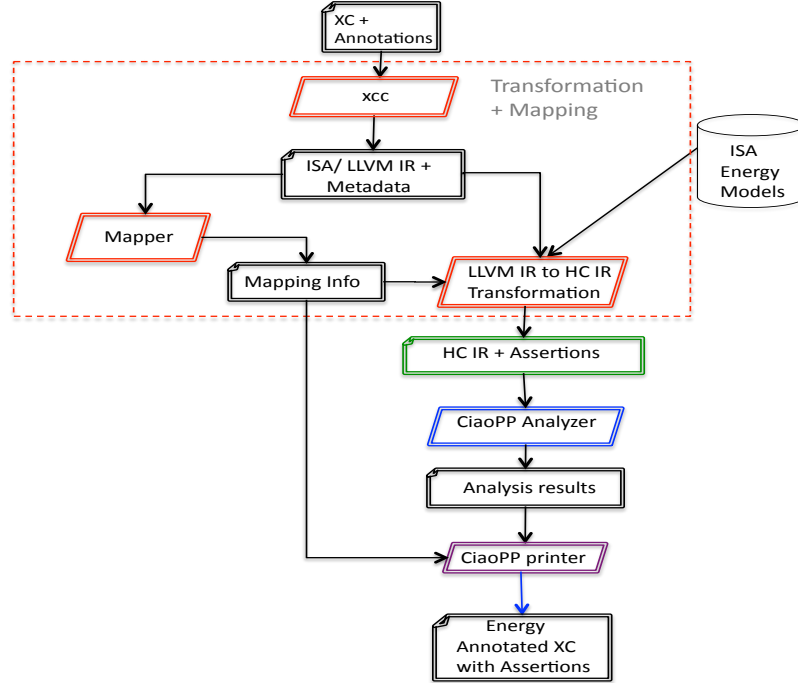 XC +
Annotations
xcc
Transformation
+ Mapping
ISA/ LLVM IR +
Metadata
ISA
Energy
Models
Mapper
Mapping Info
LLVM IR to HC IR
Transformation
HC IR + Assertions
CiaoPP Analyzer
Analysis results
CiaoPP printer
Energy
Annotated XC
with Assertions